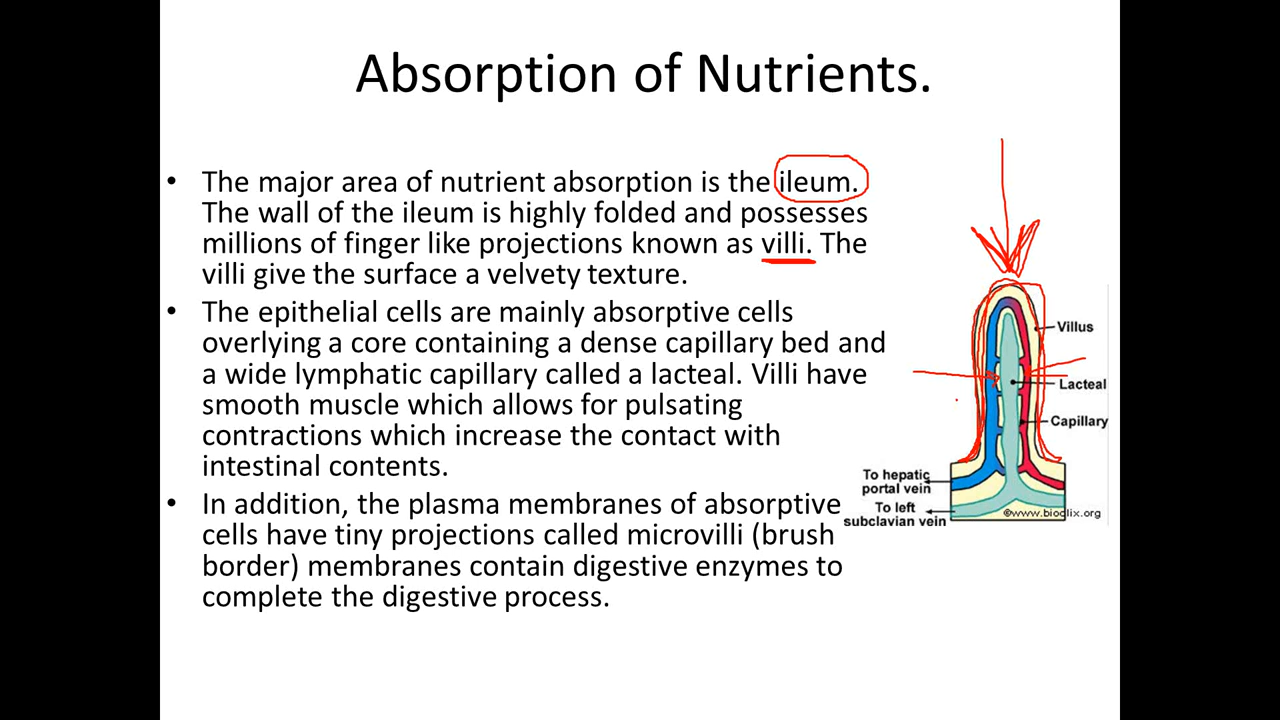 Absorption of Nutrients.
• The major area of nutrient absorption is the ileum.
The wall of the ileum is highly folded and possesses
millions of finger like projections known as villi. The
villi give the surface a velvety texture.
• The epithelial cells are mainly absorptive cells
overlying a core containing a dense capillary bed and
a wide lymphatic capillary called a lacteal. Villi have
smooth muscle which allows for pulsating
contractions which increase the contact with
intestinal contents.
• In addition, the plasma membranes of absorptive
cells have tiny projections called microvilli (brush
border) membranes contain digestive enzymes to
complete the digestive process.
Villus
Lacteal
Capillary
To hepatic
portal vein
To left
subclavian vein
©www.bioclix.org